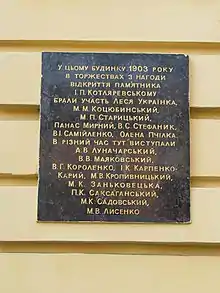 У ЦЬОМУ БУДИНКУ 1903 РОКУ
В ТОРЖЕСТВАХ З НАГОДИ
ВІДКРИТТЯ ПАМ'ЯТНИКА
І.П. КОТЛЯРЕВСЬКОМУ
БРАЛИ УЧАСТЬ ЛЕСЯ УКРАЇНКА,
М.М. КОЦЮБИНСЬКИЙ,
М.П. СТАРИЦЬКИЙ,
ПАНАС МИРНИЙ, В.С. СТЕФАНИК,
В.І. САМІЙЛЕНКО, ОЛЕНА ПЧІЛКА.
В РІЗНИЙ ЧАС ТУТ ВИСТУПАЛИ
А.В. ЛУНАЧАРСЬКИЙ,
В.В. МАЯКОВСЬКИЙ,
В.Г. КОРОЛЕНКО, І.К. КАРПЕНКО-
КАРИЙ, М.В. КРОПИВНИЦЬКИЙ,
М.К. ЗАНЬКОВЕЦЬКА,
П.К. САКСАГАНСЬКИЙ,
М.К. САДОВСЬКИЙ,
М.В. ЛИСЕНКО